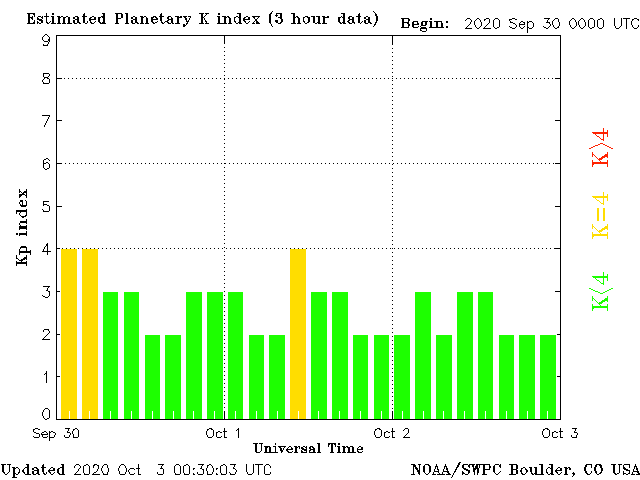 Estimated Planetary K index (3 hour data)
Begin: 2020 Sep 30 0000 UTC
9
8
7
6
5
4
3
2
1
0
Kp index
K>4
K=4
K<4
Sep 30
Oct 1
Oct 2
Oct 3
Universal Time
Updated 2020 Oct 3 00:30:03 UTC
NOAA/SWPC Boulder, CO USA